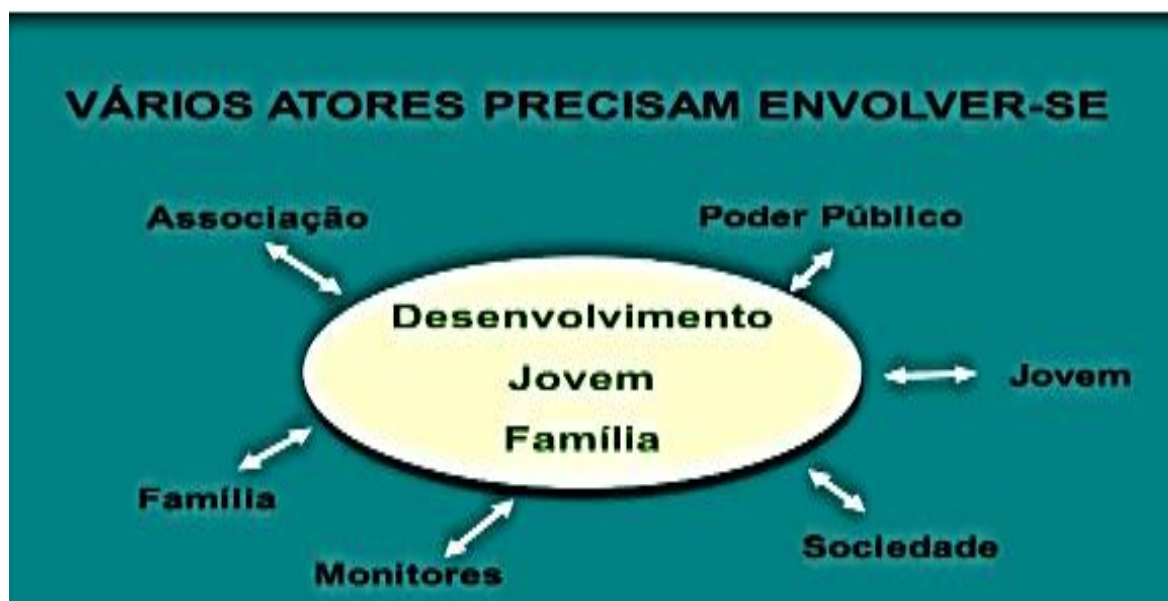 VÁRIOS ATORES PRECISAM ENVOLVER-SE
Associação
Poder Público
Desenvolvimento
Jovem
Família
Jovem
Família
Monitores
Sociedade